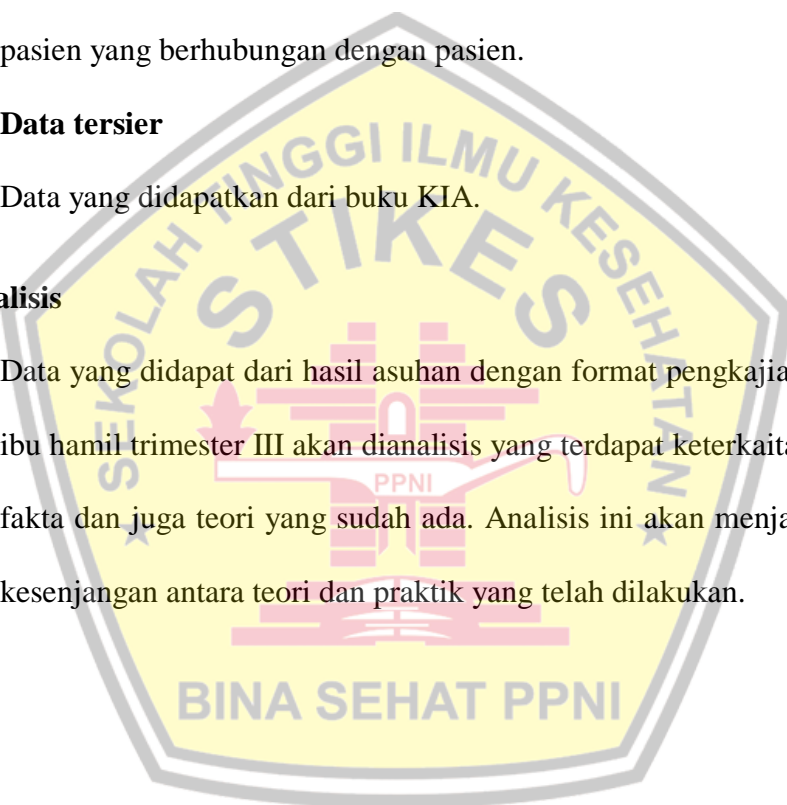 pasien yang berhubungan dengan pasien.
Data tersier
Data yang didapatkan dari buku KIA.
alisis
Data yang didapat dari hasil asuhan dengan format pengkajia
ibu hamil trimester III akan dianalisis yang terdapat keterkaita
fakta dan juga teori yang sudah ada. Analisis ini akan menja
kesenjangan antara teori dan praktik yang telah dilakukan.
SEKOLAH TINGGI ILMU KESEHATAN
STIKES
PPNI
BINA SEHAT PPNI